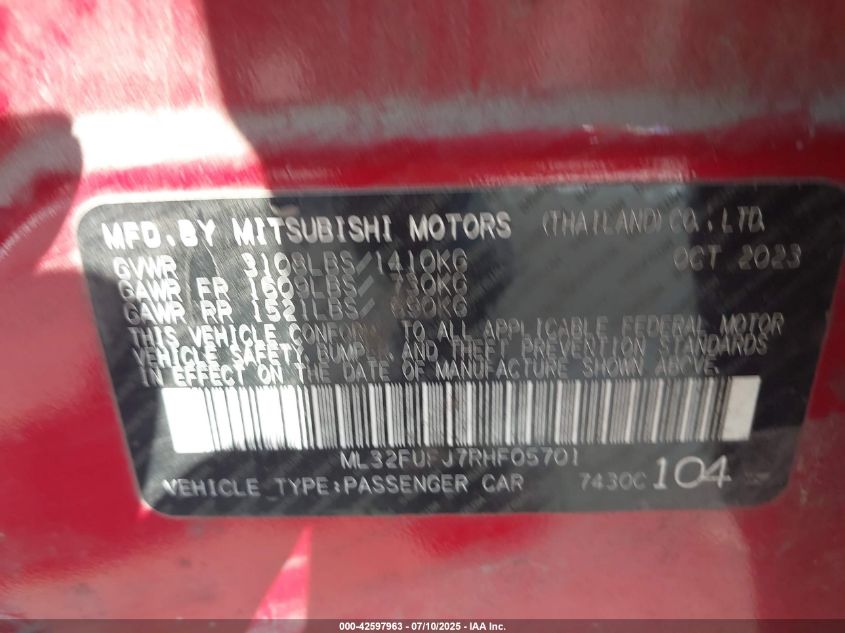 MFD. BY MITSUBISHI MOTORS (THAILAND) CO., LTD.
GVWR 3108LBS/1410KG OCT 2023
GAWR FR 1609LBS/ 730KG
GAWR RR 1521LBS/ 690KG
THIS VEHICLE CONFORMS TO ALL APPLICABLE FEDERAL MOTOR
VEHICLE SAFETY, BUMPER, AND THEFT PREVENTION STANDARDS
IN EFFECT ON THE DATE OF MANUFACTURE SHOWN ABOVE.
ML32FUFJ7RHF05701
VEHICLE TYPE:PASSENGER CAR 7430C 104
000-42597963 - 07/10/2025 - IAA Inc.